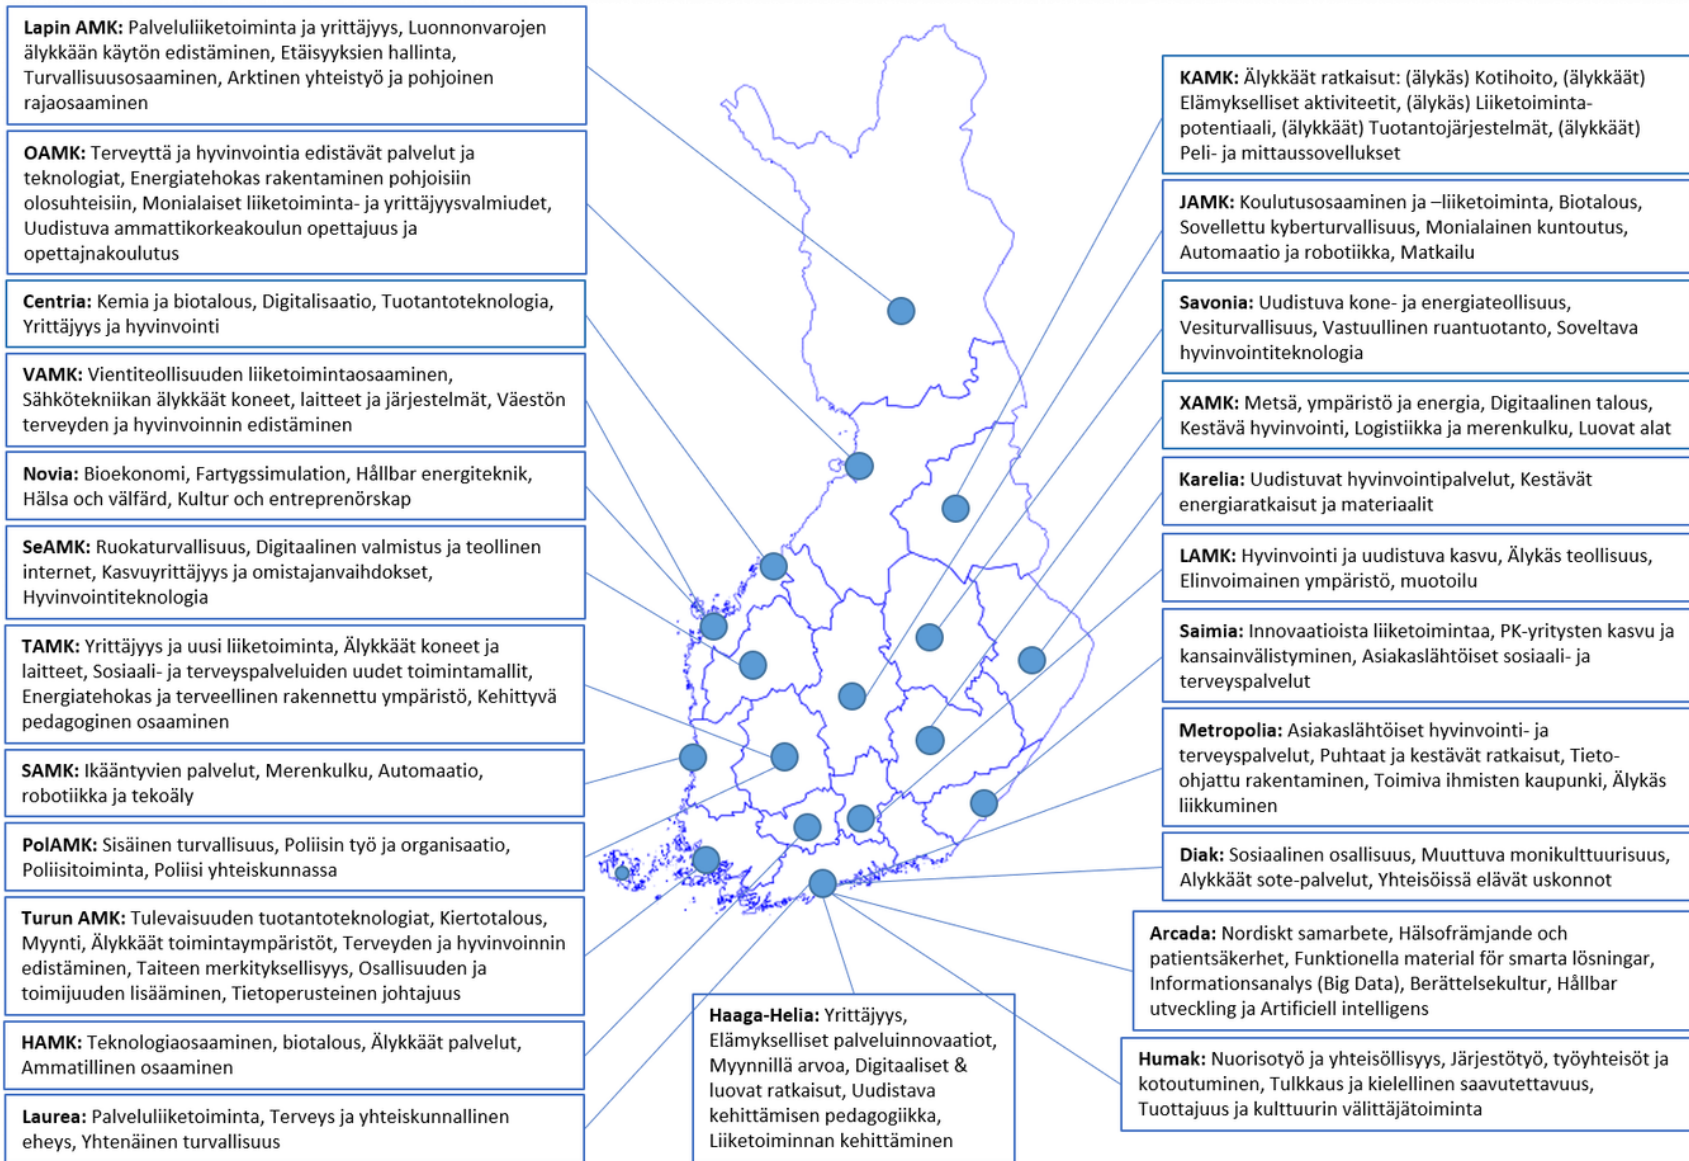 Lapin AMK: Palveluliiketoiminta ja yrittäjyys, Luonnonvarojen
älykkään käytön edistäminen, Etäisyyksien hallinta,
Turvallisuusosaaminen, Arktinen yhteistyö ja pohjoinen
rajaosaaminen
OAMK: Terveyttä ja hyvinvointia edistävät palvelut ja
teknologiat, Energiatehokas rakentaminen pohjoisiin
olosuhteisiin, Monialaiset liiketoiminta- ja yrittäjyysvalmiudet,
Uudistuva ammattikorkeakoulun opettajuus ja
opettajnakoulutus
Centria: Kemia ja biotalous, Digitalisaatio, Tuotantoteknologia,
Yrittäjyys ja hyvinvointi
VAMK: Vientiteollisuuden liiketoimintaosaaminen,
Sähkötekniikan älykkäät koneet, laitteet ja järjestelmät, Väestön
terveyden ja hyvinvoinnin edistäminen
Novia: Bioekonomi, Fartygssimulation, Hållbar energiteknik,
Hälsa och välfärd, Kultur och entreprenörskap
SeAMK: Ruokaturvallisuus, Digitaalinen valmistus ja teollinen
internet, Kasvuyrittäjyys ja omistajanvaihdokset,
Hyvinvointiteknologia
TAMK: Yrittäjyys ja uusi liiketoiminta, Älykkäät koneet ja
laitteet, Sosiaali- ja terveyspalveluiden uudet toimintamallit,
Energiatehokas ja terveellinen rakennettu ympäristö, Kehittyvä
pedagoginen osaaminen
SAMK: Ikääntyvien palvelut, Merenkulku, Automaatio,
robotiikka ja tekoäly
PolAMK: Sisäinen turvallisuus, Poliisin työ ja organisaatio,
Poliisitoiminta, Poliisi yhteiskunnassa
Turun AMK: Tulevaisuuden tuotantoteknologiat, Kiertotalous,
Myynti, Älykkäät toimintaympäristöt, Terveyden ja hyvinvoinnin
edistäminen, Taiteen merkityksellisyys, Osallisuuden ja
toimijuuden lisääminen, Tietoperusteinen johtajuus
HAMK: Teknologiaosaaminen, biotalous, Älykkäät palvelut,
Ammatillinen osaaminen
Laurea: Palveluliiketoiminta, Terveys ja yhteiskunnallinen
eheys, Yhtenäinen turvallisuus
Haaga-Helia: Yrittäjyys,
Elämykselliset palveluinnovaatiot,
Myynnillä arvoa, Digitaaliset &
luovat ratkaisut, Uudistava
kehittämisen pedagogiikka,
Liiketoiminnan kehittäminen
KAMK: Älykkäät ratkaisut: (älykäs) Kotihoito, (älykkäät)
Elämykselliset aktiviteetit, (älykäs) Liiketoiminta-
potentiaali, (älykkäät) Tuotantojärjestelmät, (älykkäät)
Peli- ja mittaussovellukset
JAMK: Koulutusosaaminen ja –liiketoiminta, Biotalous,
Sovellettu kyberturvallisuus, Monialainen kuntoutus,
Automaatio ja robotiikka, Matkailu
Savonia: Uudistuva kone- ja energiateollisuus,
Vesiturvallisuus, Vastuullinen ruantuotanto, Soveltava
hyvinvointiteknologia
XAMK: Metsä, ympäristö ja energia, Digitaalinen talous,
Kestävä hyvinvointi, Logistiikka ja merenkulku, Luovat alat
Karelia: Uudistuvat hyvinvointipalvelut, Kestävät
energiaratkaisut ja materiaalit
LAMK: Hyvinvointi ja uudistuva kasvu, Älykäs teollisuus,
Elinvoimainen ympäristö, muotoilu
Saimia: Innovaatioista liiketoimintaa, PK-yritysten kasvu ja
kansainvälistyminen, Asiakaslähtöiset sosiaali- ja
terveyspalvelut
Metropolia: Asiakaslähtöiset hyvinvointi- ja
terveyspalvelut, Puhtaat ja kestävät ratkaisut, Tieto-
ohjattu rakentaminen, Toimiva ihmisten kaupunki, Älykäs
liikkuminen
Diak: Sosiaalinen osallisuus, Muuttuva monikulttuurisuus,
Alykkäät sote-palvelut, Yhteisöissä elävät uskonnot
Arcada: Nordiskt samarbete, Hälsofrämjande och
patientsäkerhet, Funktionella material för smarta lösningar,
Informationsanalys (Big Data), Berättelsekultur, Hållbar
utveckling ja Artificiell intelligens
Humak: Nuorisotyö ja yhteisöllisyys, Järjestötyö, työyhteisöt ja
kotoutuminen, Tulkkaus ja kielellinen saavutettavuus,
Tuottajuus ja kulttuurin välittäjätoiminta